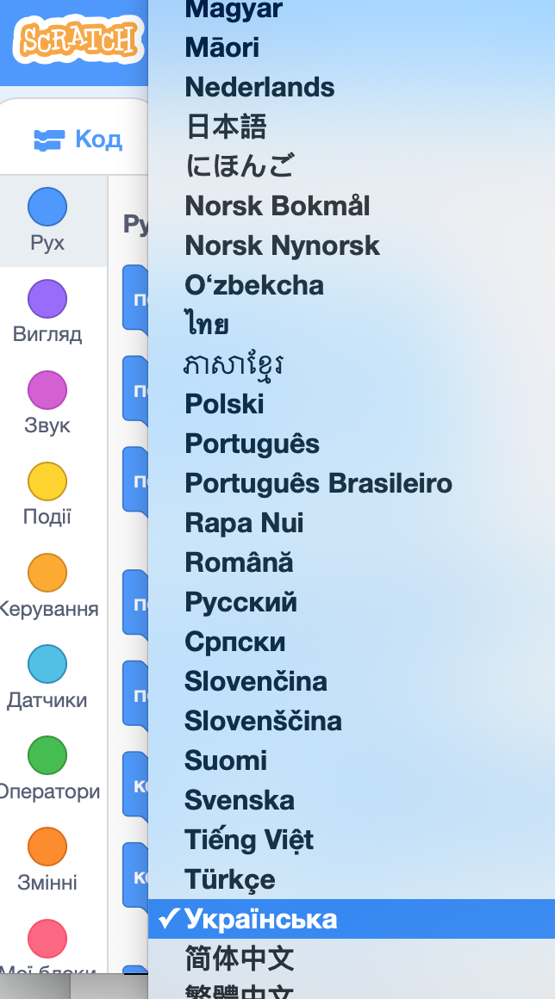 SCRATCH
Код
Рух
Вигляд
Звук
Події
Керування
Датчики
Оператори
Змінні
Мої блоки
Magyar
Māori
Nederlands
日本語
にほんご
Norsk Bokmål
Norsk Nynorsk
Oʻzbekcha
ไทย
ភាសាខ្មែរ
Polski
Português
Português Brasileiro
Rapa Nui
Română
Русский
Српски
Slovenčina
Slovenščina
Suomi
Svenska
Tiếng Việt
Türkçe
✓Українська
简体中文
繁體中文